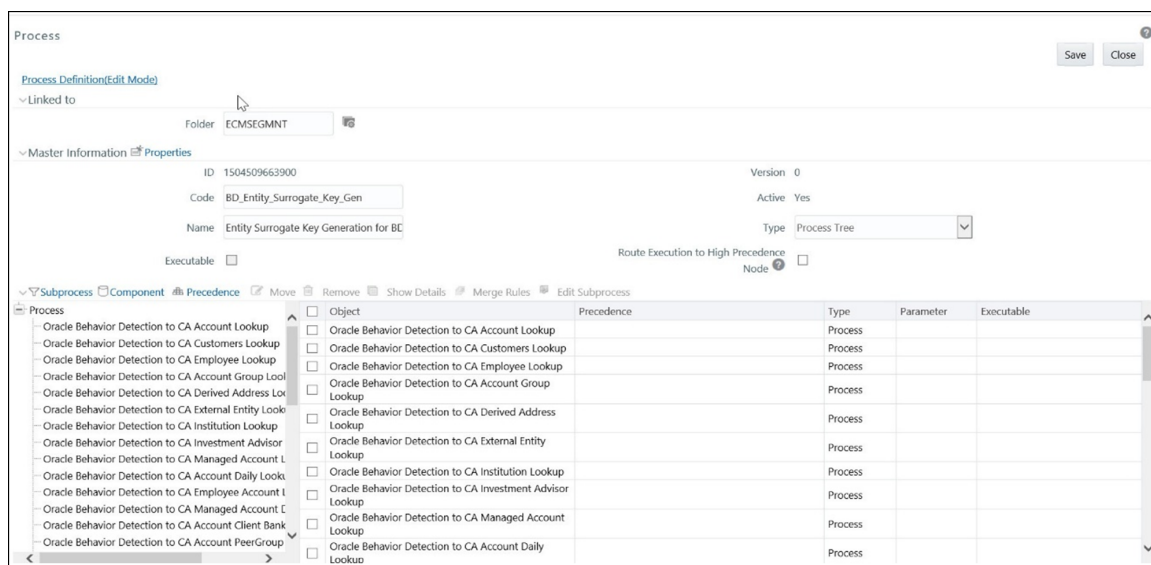 Process
Save Close
Process Definition(Edit Mode)
Linked to
Folder ECMSEGMNT
Master Information Properties
ID 1504509663900 Version 0
Code BD_Entity_Surrogate_Key_Gen Active Yes
Name Entity Surrogate Key Generation for BD Type Process Tree
Executable Route Execution to High Precedence
Node
Subprocess Component Precedence Move Remove Show Details Merge Rules Edit Subprocess
Process
Oracle Behavior Detection to CA Account Lookup
Oracle Behavior Detection to CA Customers Lookup
Oracle Behavior Detection to CA Employee Lookup
Oracle Behavior Detection to CA Account Group
Oracle Behavior Detection to CA Derived Address
Oracle Behavior Detection to CA External Entity
Oracle Behavior Detection to CA Institution Lookup
Oracle Behavior Detection to CA Investment Advisor
Oracle Behavior Detection to CA Managed Account
Oracle Behavior Detection to CA Account Daily
Oracle Behavior Detection to CA Employee Account
Oracle Behavior Detection to CA Managed Account
Oracle Behavior Detection to CA Account Client Bank
Oracle Behavior Detection to CA Account PeerGroup
Object Precedence Type Parameter Executable
Oracle Behavior Detection to CA Account Lookup Process
Oracle Behavior Detection to CA Customers Lookup Process
Oracle Behavior Detection to CA Employee Lookup Process
Oracle Behavior Detection to CA Account Group
Lookup Process
Oracle Behavior Detection to CA Derived Address
Lookup Process
Oracle Behavior Detection to CA External Entity
Lookup Process
Oracle Behavior Detection to CA Institution Lookup Process
Oracle Behavior Detection to CA Investment Advisor
Lookup Process
Oracle Behavior Detection to CA Managed Account
Lookup Process
Oracle Behavior Detection to CA Account Daily
Lookup Process